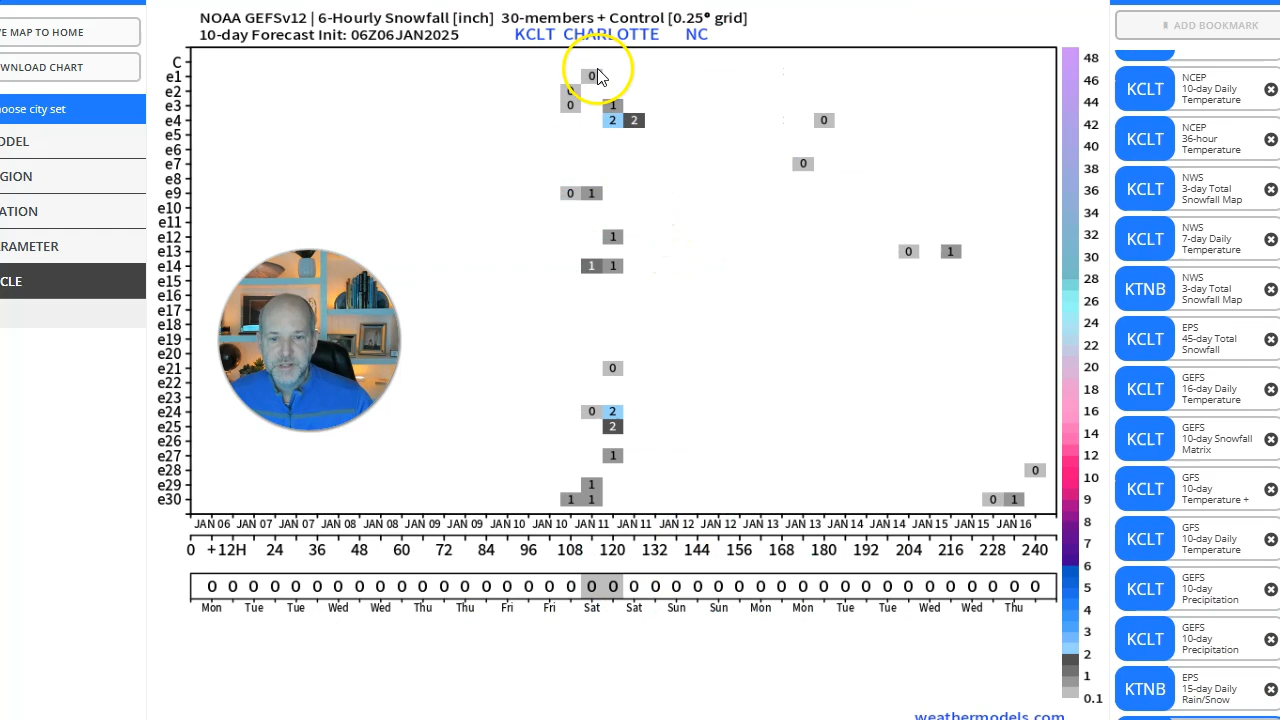 VE MAP TO HOME
WNLOAD CHART
hoose city set
ODEL
GION
ATION
ARAMETER
CLE
NOAA GEFSv12 | 6-Hourly Snowfall [inch] 30-members + Control [0.25° grid]
10-day Forecast Init: 06Z06JAN2025 KCLT CHARLOTTE NC
C
e1 0
e2 0
e3 0 1
e4 2 2 0
e5
e6
e7 0
e8
e9 0 1
e10
e11
e12 1
e13 0 1
e14 1 1
e15
e16
e17
e18
e19
e20
e21 0
e22
e23
e24 0 2
e25 2
e26
e27 1
e28 0
e29 1
e30 1 1 0 1
JAN 06 JAN 07 JAN 07 JAN 08 JAN 08 JAN 09 JAN 09 JAN 10 JAN 10 JAN 11 JAN 11 JAN 12 JAN 12 JAN 13 JAN 13 JAN 14 JAN 14 JAN 15 JAN 15 JAN 16
0 +12H 24 36 48 60 72 84 96 108 120 132 144 156 168 180 192 204 216 228 240
0 0 0 0 0 0 0 0 0 0 0 0 0 0 0 0 0 0 0 0 0 0 0 0 0 0 0 0 0 0 0 0 0 0 0 0 0 0 0 0
Mon Tue Tue Wed Wed Thu Thu Fri Fri Sat Sat Sun Sun Mon Mon Tue Tue Wed Wed Thu
48
46
44
42
40
38
36
34
32
30
28
26
24
22
20
18
16
14
12
10
9
8
7
6
5
4
3
2
1
0.1
weathermodels.com
ADD BOOKMARK
KCLT
NCEP
10-day Daily
Temperature
KCLT
NCEP
36-hour
Temperature
KCLT
NWS
3-day Total
Snowfall Map
KCLT
NWS
7-day Daily
Temperature
KTNB
NWS
3-day Total
Snowfall Map
KCLT
EPS
45-day Total
Snowfall
KCLT
GEFS
16-day Daily
Temperature
KCLT
GEFS
10-day Snowfall
Matrix
KCLT
GFS
10-day
Temperature +
KCLT
GFS
10-day Daily
Temperature
KCLT
GEFS
10-day
Precipitation
KCLT
GEFS
10-day
Precipitation
KTNB
EPS
15-day Daily
Rain/Snow